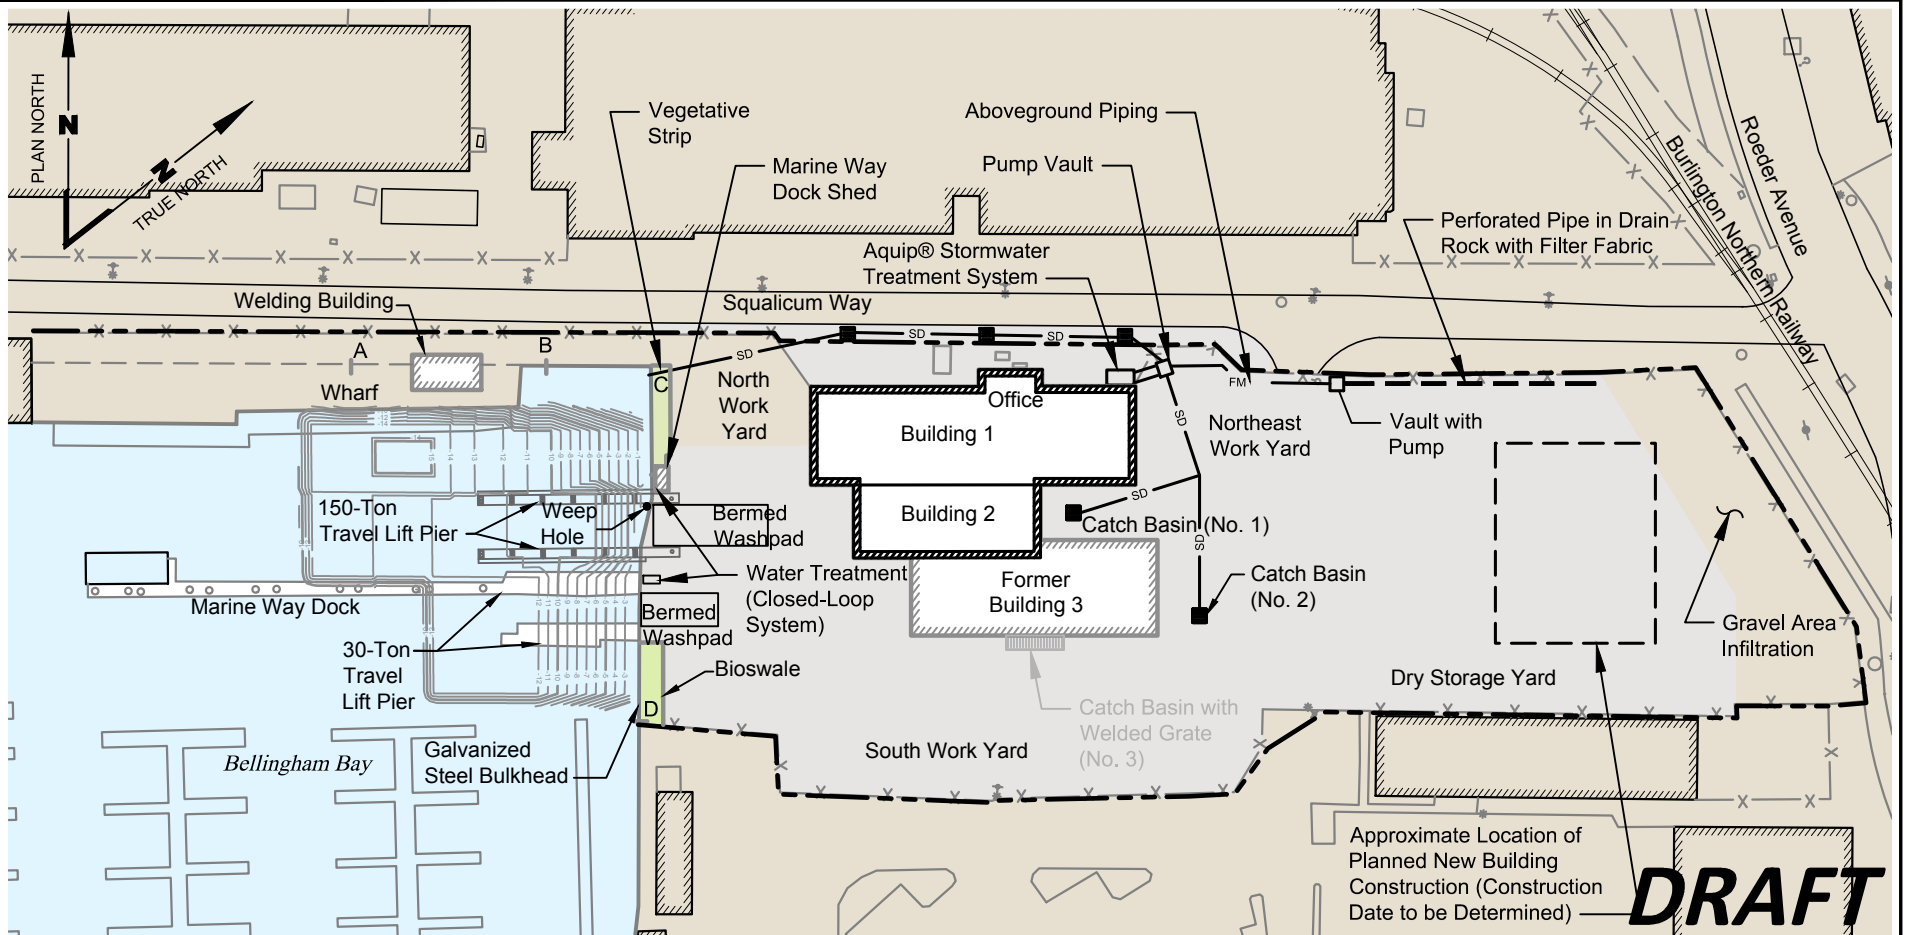 PLAN NORTH
N
N
TRUE NORTH
Vegetative
Strip
Marine Way
Dock Shed
Aboveground Piping
Pump Vault
Aquip® Stormwater
Treatment System
Perforated Pipe in Drain
Rock with Filter Fabric
Burlington Northern Railway
Roeder Avenue
Squalicum Way
Welding Building
A
B
C
Wharf
SD
SD
SD
SD
SD
SD
FM
North
Work
Yard
Office
Building 1
Building 2
Northeast
Work Yard
Vault with
Pump
150-Ton
Travel Lift Pier
Weep
Hole
Bermed
Washpad
Catch Basin (No. 1)
Marine Way Dock
Water Treatment
(Closed-Loop
System)
Bermed
Washpad
Former
Building 3
Catch Basin
(No. 2)
Gravel Area
Infiltration
30-Ton
Travel
Lift Pier
Bioswale
D
Dry Storage Yard
Catch Basin with
Welded Grate
(No. 3)
South Work Yard
Galvanized
Steel Bulkhead
Bellingham Bay
Approximate Location of
Planned New Building
Construction (Construction
Date to be Determined)
DRAFT